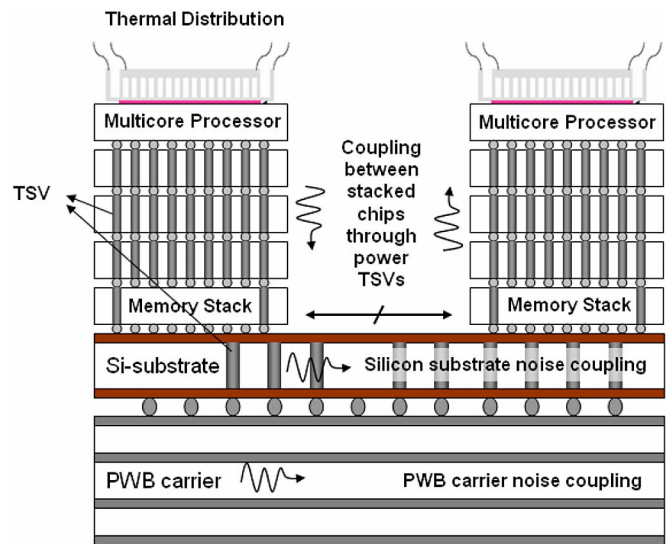 Thermal Distribution
Multicore Processor
Multicore Processor
Coupling
between
stacked
chips
through
power
TSVs
TSV
Memory Stack
Memory Stack
Si-substrate
Silicon substrate noise coupling
PWB carrier
PWB carrier noise coupling